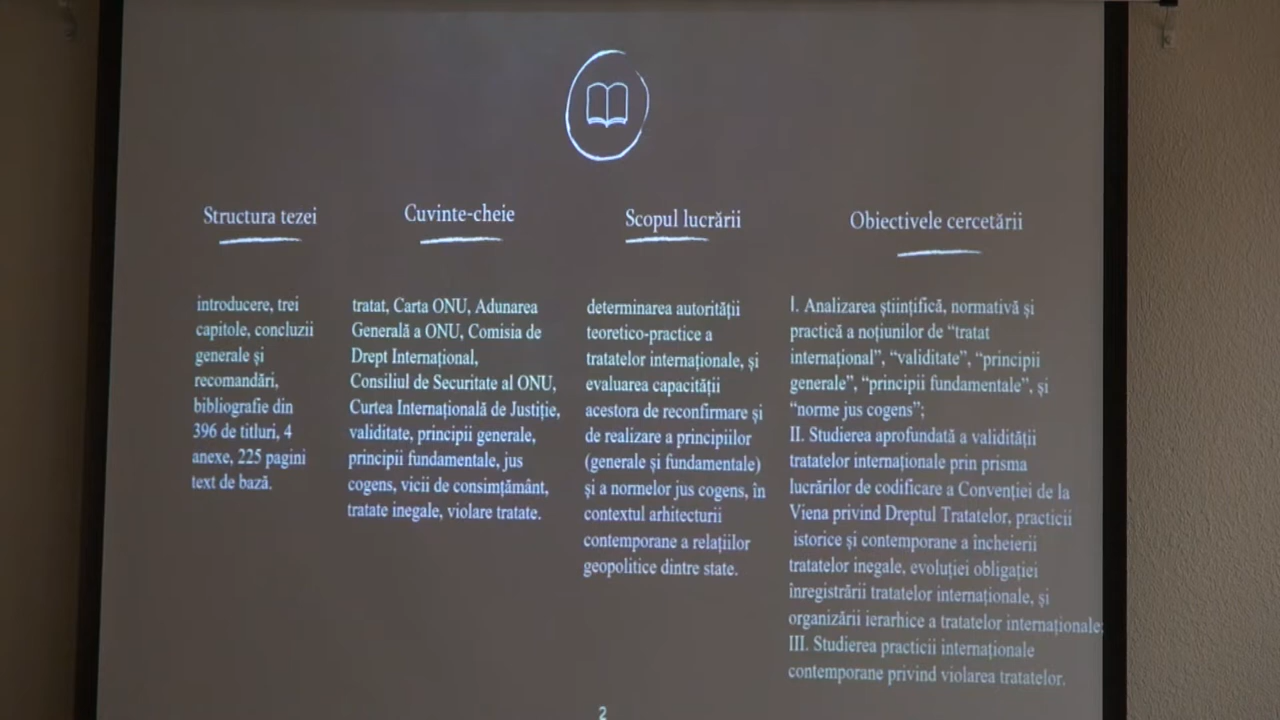 Structura tezei
introducere, trei
capitole, concluzii
generale și
recomandări,
bibliografie din
396 de titluri, 4
anexe, 225 pagini
text de bază.
Cuvinte-cheie
tratat, Carta ONU, Adunarea
Generală a ONU, Comisia de
Drept Internațional,
Consiliul de Securitate al ONU,
Curtea Internațională de Justiție,
validitate, principii generale,
principii fundamentale, jus
cogens, vicii de consimțământ,
tratate inegale, violare tratate.
Scopul lucrării
determinarea autorității
teoretico-practice a
tratatelor internaționale, și
evaluarea capacității
acestora de reconfirmare și
de realizare a principiilor
(generale și fundamentale)
și a normelor jus cogens, în
contextul arhitecturii
contemporane a relațiilor
geopolitice dintre state.
Obiectivele cercetării
I. Analizarea științifică, normativă și
practică a noțiunilor de “tratat
internațional”, “validitate”, “principii
generale”, “principii fundamentale”, și
“norme jus cogens”;
II. Studierea aprofundată a validității
tratatelor internaționale prin prisma
lucrărilor de codificare a Convenției de la
Viena privind Dreptul Tratatelor, practicii
istorice și contemporane a încheierii
tratatelor inegale, evoluției obligației
înregistrării tratatelor internaționale, și
organizării ierarhice a tratatelor internaționale;
III. Studierea practicii internaționale
contemporane privind violarea tratatelor.
2